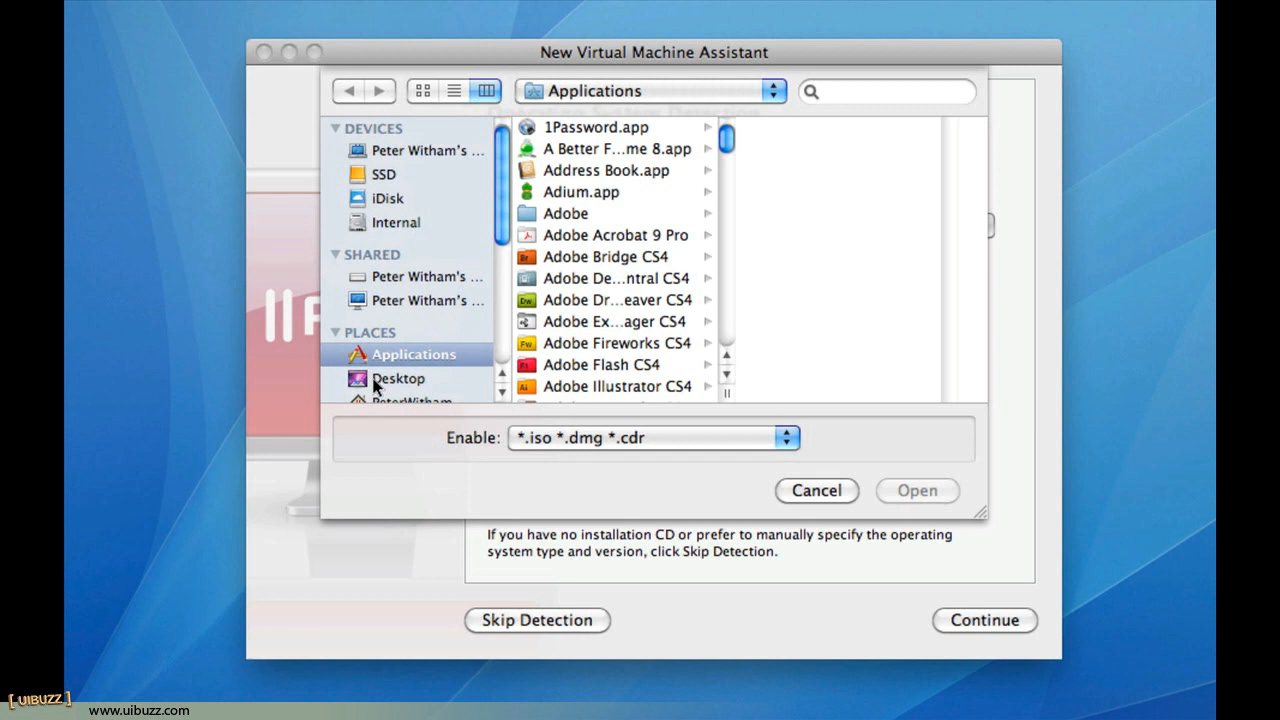 New Virtual Machine Assistant
Applications
DEVICES
Peter Witham's ...
SSD
iDisk
Internal
SHARED
Peter Witham's ...
Peter Witham's ...
PLACES
Applications
Desktop
PeterWitham
1Password.app
A Better F...me 8.app
Address Book.app
Adium.app
Adobe
Adobe Acrobat 9 Pro
Adobe Bridge CS4
Adobe De...ntral CS4
Adobe Dr...eaver CS4
Adobe Ex...ager CS4
Adobe Fireworks CS4
Adobe Flash CS4
Adobe Illustrator CS4
Enable: *.iso *.dmg *.cdr
Cancel
Open
If you have no installation CD or prefer to manually specify the operating
system type and version, click Skip Detection.
Skip Detection
Continue
[UIBUZZ]
www.uibuzz.com